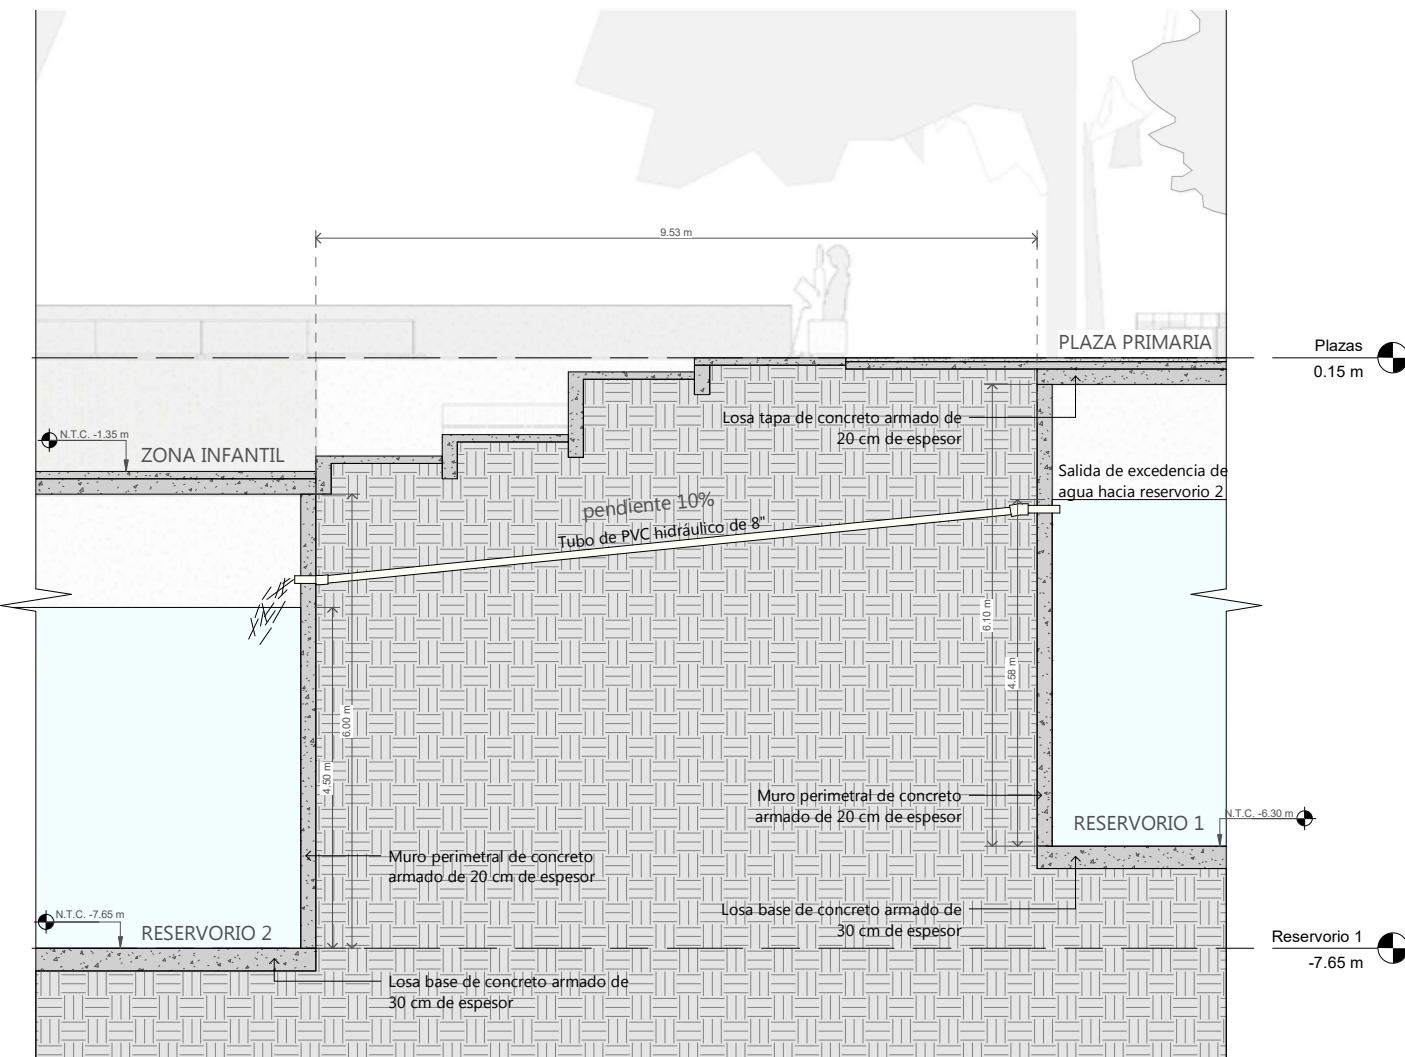 9.53 m
PLAZA PRIMARIA
Plazas
0.15 m
N.T.C. -1.35 m
ZONA INFANTIL
Losa tapa de concreto armado de
20 cm de espesor
Salida de excedencia de
agua hacia reservorio 2
pendiente 10%
Tubo de PVC hidráulico de 8"
6.10 m
4.58 m
6.00 m
4.50 m
Muro perimetral de concreto
armado de 20 cm de espesor
RESERVORIO 1
N.T.C. -6.30 m
Muro perimetral de concreto
armado de 20 cm de espesor
Losa base de concreto armado de
30 cm de espesor
N.T.C. -7.65 m
RESERVORIO 2
Reservorio 1
-7.65 m
Losa base de concreto armado de
30 cm de espesor